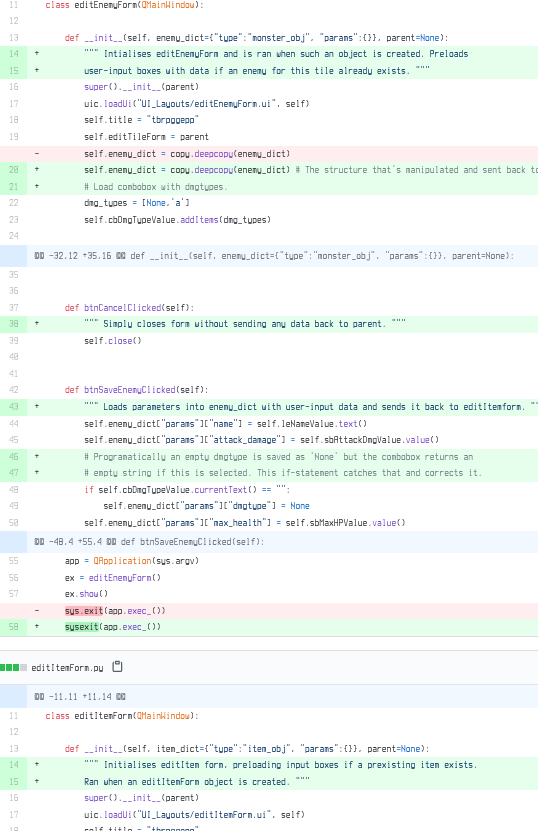 11 class editEnemyForm(QMainWindow):
12
13 def __init__(self, enemy_dict={"type":"monster_obj", "params":{}}, parent=None):
14 + """ Intialises editEnemyForm and is ran when such an object is created. Preloads
15 + user-input boxes with data if an enemy for this tile already exists. """
16 super().__init__(parent)
17 uic.loadUi("UI_Layouts/editEnemyForm.ui", self)
18 self.title = "tbrpggepp"
19 self.editTileForm = parent
- self.enemy_dict = copy.deepcopy(enemy_dict)
20 + self.enemy_dict = copy.deepcopy(enemy_dict) # The structure that's manipulated and sent back to
21 + # Load combobox with dmgtypes.
22 dmg_types = [None,'a']
23 self.cbDmgTypeValue.addItems(dmg_types)
24
@@ -32,12 +35,16 @@ def __init__(self, enemy_dict={"type":"monster_obj", "params":{}}, parent=None):
35
36
37 def btnCancelClicked(self):
38 + """ Simply closes form without sending any data back to parent. """
39 self.close()
40
41
42 def btnSaveEnemyClicked(self):
43 + """ Loads parameters into enemy_dict with user-input data and sends it back to editItemform. "
44 self.enemy_dict["params"]["name"] = self.leNameValue.text()
45 self.enemy_dict["params"]["attack_damage"] = self.sbAttackDmgValue.value()
46 + # Programatically an empty dmgtype is saved as 'None' but the combobox returns an
47 + # empty string if this is selected. This if-statement catches that and corrects it.
48 if self.cbDmgTypeValue.currentText() == "":
49 self.enemy_dict["params"]["dmgtype"] = None
50 self.enemy_dict["params"]["max_health"] = self.sbMaxHPValue.value()
@@ -48,4 +55,4 @@ def btnSaveEnemyClicked(self):
55 app = QApplication(sys.argv)
56 ex = editEnemyForm()
57 ex.show()
- sys.exit(app.exec_())
58 + sysexit(app.exec_())
editItemForm.py
@@ -11,11 +11,14 @@
11 class editItemForm(QMainWindow):
12
13 def __init__(self, item_dict={"type":"item_obj", "params":{}}, parent=None):
14 + """ Initialises editItem form, preloading input boxes if a prexisting item exists.
15 + Ran when an editItemForm object is created. """
16 super().__init__(parent)
17 uic.loadUi("UI_Layouts/editItemForm.ui", self)
18 self.title = "tbrpggepp"